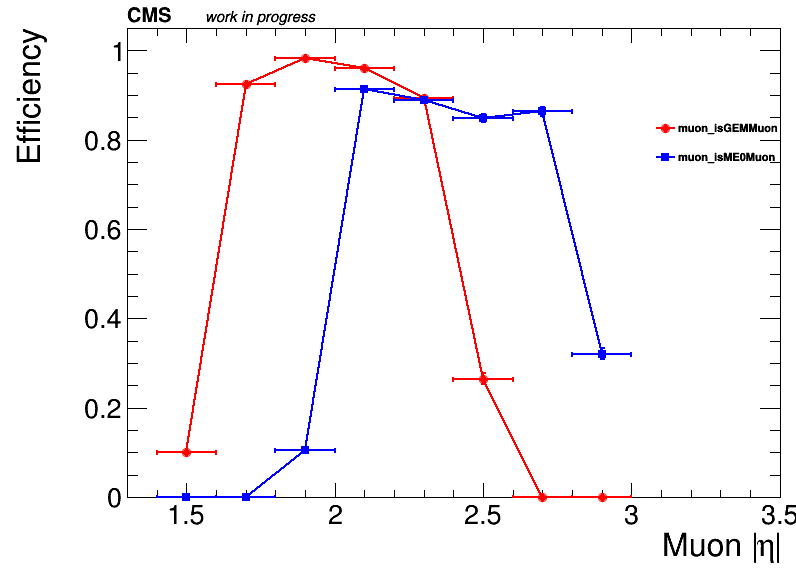 CMS work in progress
Efficiency
1
0.8
0.6
0.4
0.2
0
1.5 2 2.5 3 3.5
Muon |η|
muon_isGEMMuon
muon_isME0Muon